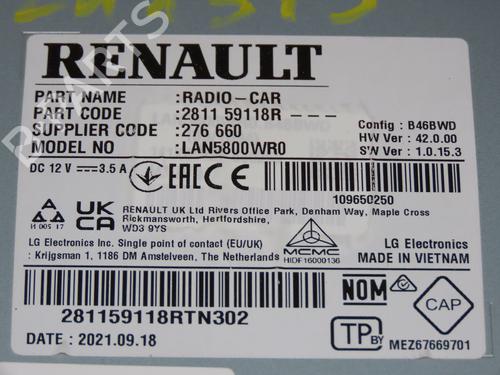 RENAULT
PART NAME : RADIO-CAR
PART CODE : 2811 59118R ---
SUPPLIER CODE : 276 660
MODEL NO : LAN5800WR0
Config : B46BWD
HW Ver : 42.0.00
SW Ver : 1.0.15.3
DC 12 V 3.5 A
EAC CE
109650250
И 005 17
UK CA
RENAULT UK Ltd Rivers Office Park, Denham Way, Maple Cross
Rickmansworth, Hertfordshire,
WD3 9YS
LG Electronics Inc. Single point of contact (EU/UK)
: Krijgsman 1, 1186 DM Amstelveen, The Netherlands
MCMC
HIDF16000136
LG Electronics
MADE IN VIETNAM
281159118RTN302
NOM
CAP
DATE : 2021.09.18
TP BY
MEZ67669701